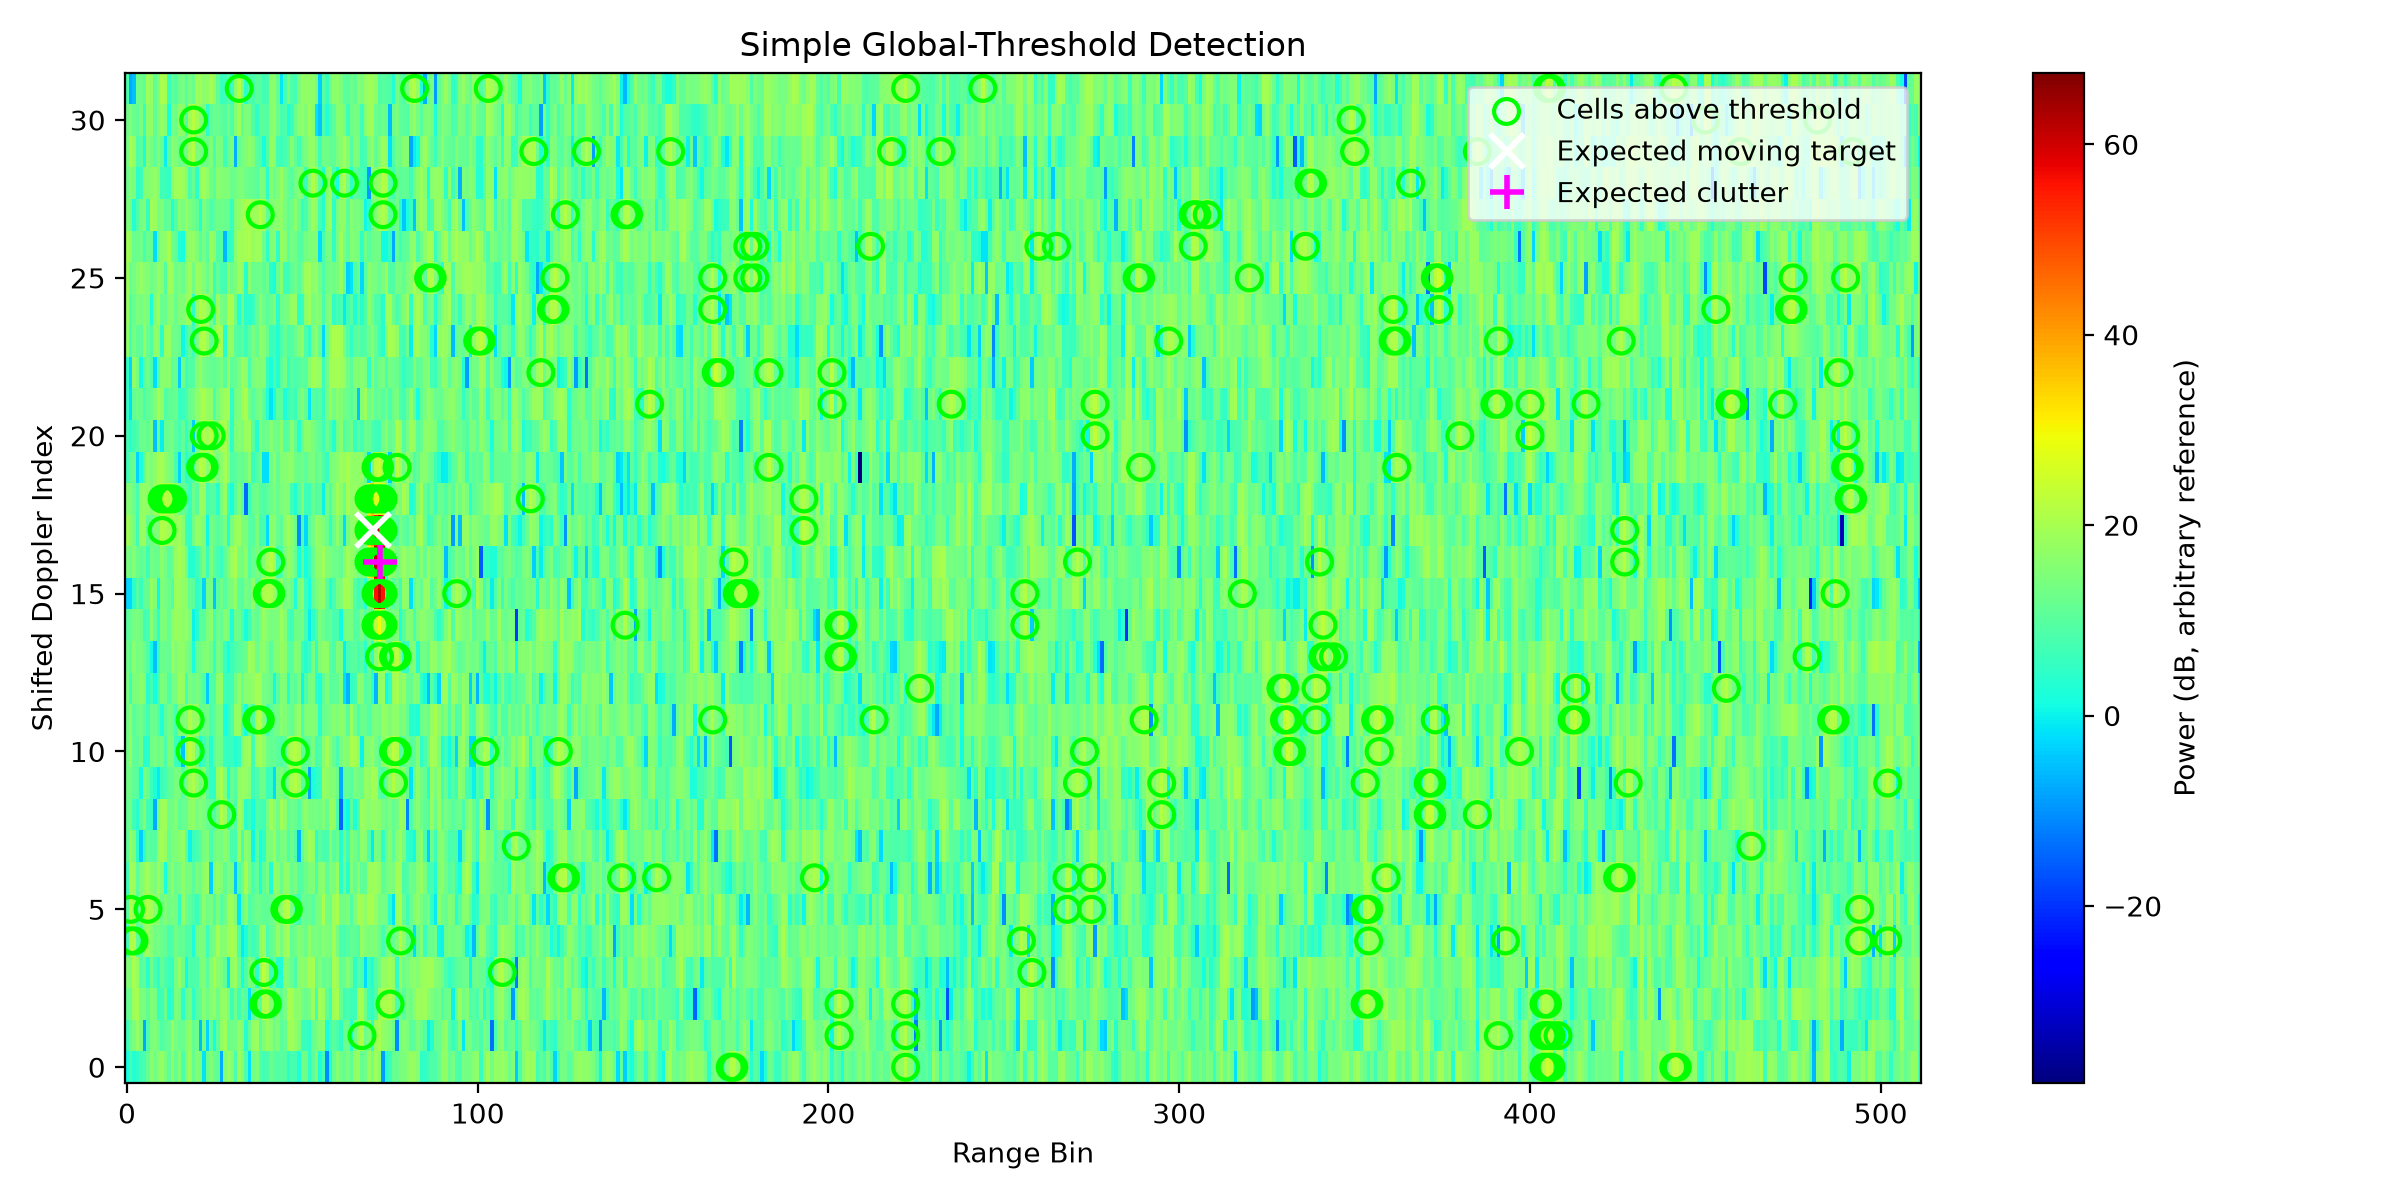 Simple Global-Threshold Detection
Cells above threshold
Expected moving target
Expected clutter
Shifted Doppler Index
30
25
20
15
10
5
0
0 100 200 300 400 500
Range Bin
60
40
20
0
−20
Power (dB, arbitrary reference)